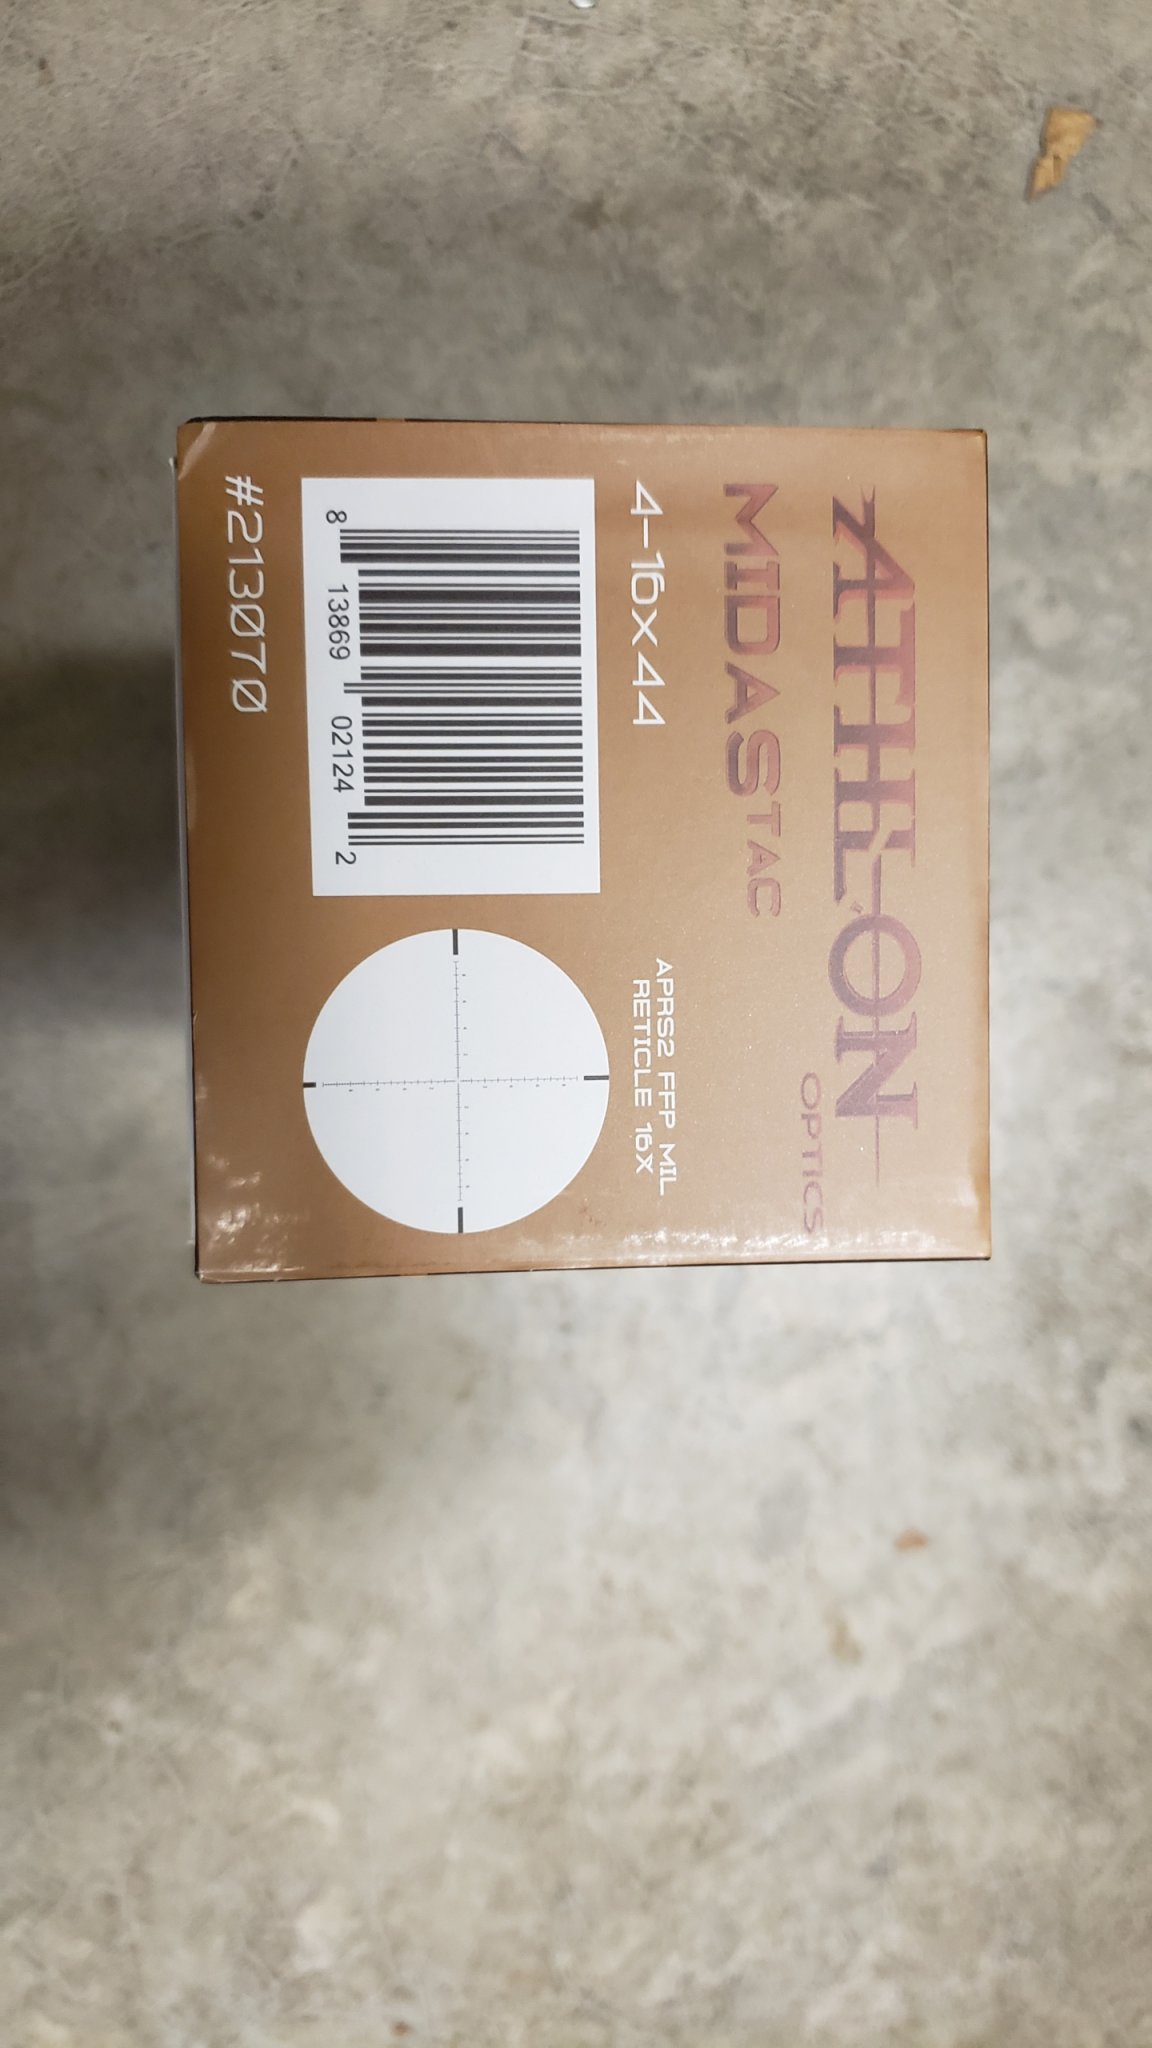 ATHLON
OPTICS
MIDAS TAC
4-16x44
APRS2 FFP MIL
RETICLE 16X
8 13869 02124 2
#213070